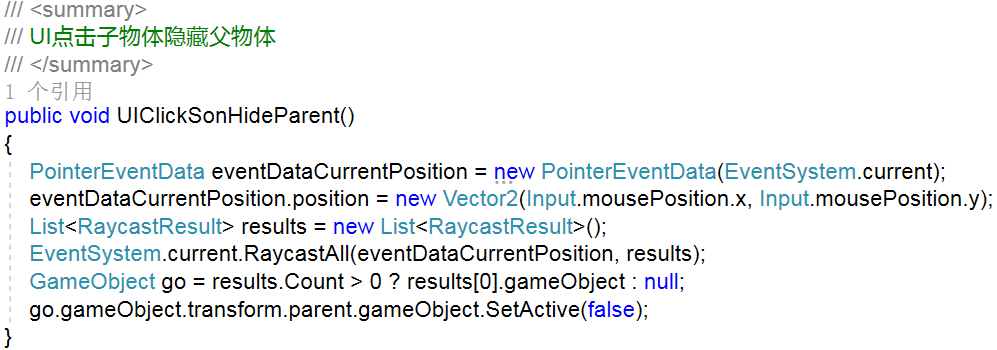 /// <summary>
/// UI点击子物体隐藏父物体
/// </summary>
1 个引用
public void UIClickSonHideParent()
{
PointerEventData eventDataCurrentPosition = new PointerEventData(EventSystem.current);
eventDataCurrentPosition.position = new Vector2(Input.mousePosition.x, Input.mousePosition.y);
List<RaycastResult> results = new List<RaycastResult>();
EventSystem.current.RaycastAll(eventDataCurrentPosition, results);
GameObject go = results.Count > 0 ? results[0].gameObject : null;
go.gameObject.transform.parent.gameObject.SetActive(false);
}